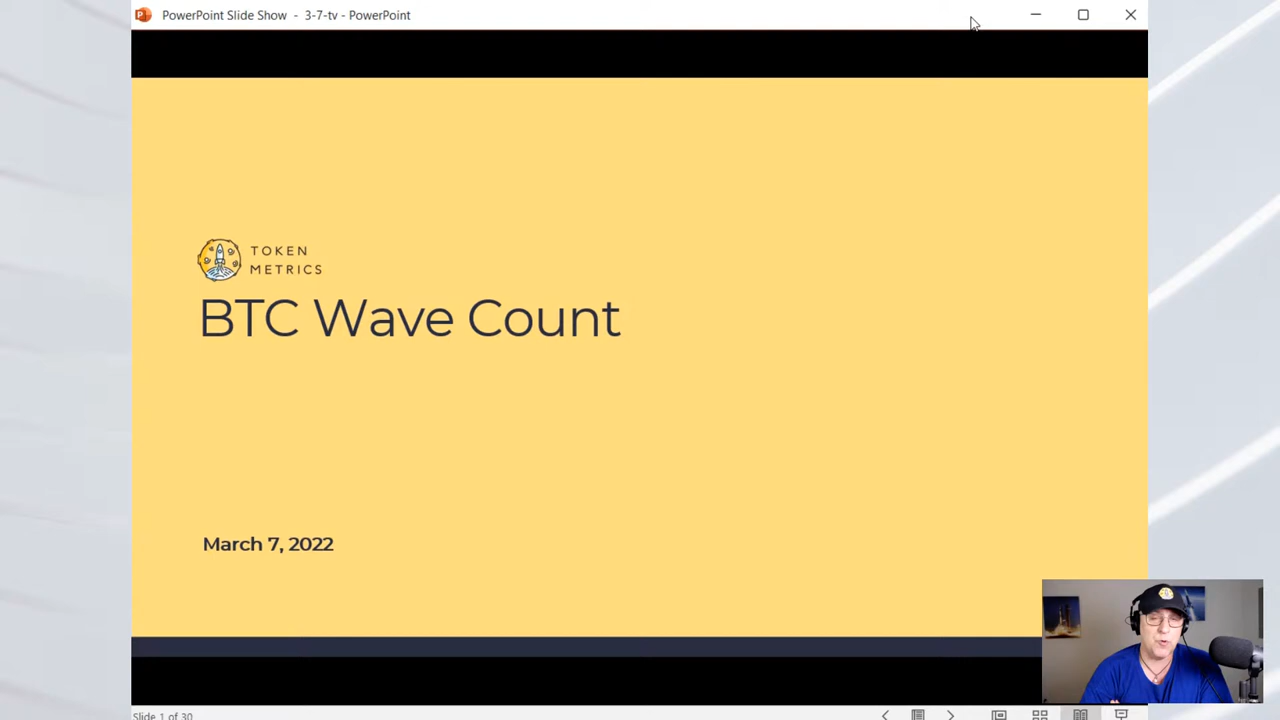 PowerPoint Slide Show - 3-7-tv - PowerPoint
TOKEN
METRICS
BTC Wave Count
March 7, 2022
Slide 1 of 30